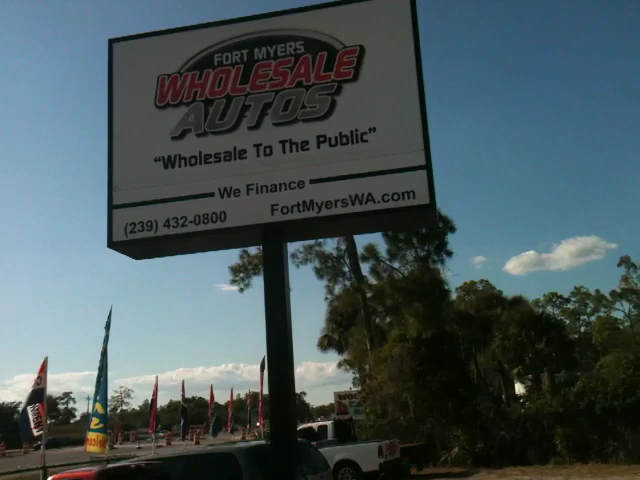 FORT MYERS
WHOLESALE
AUTOS
"Wholesale To The Public"
We Finance
(239) 432-0800
FortMyersWA.com